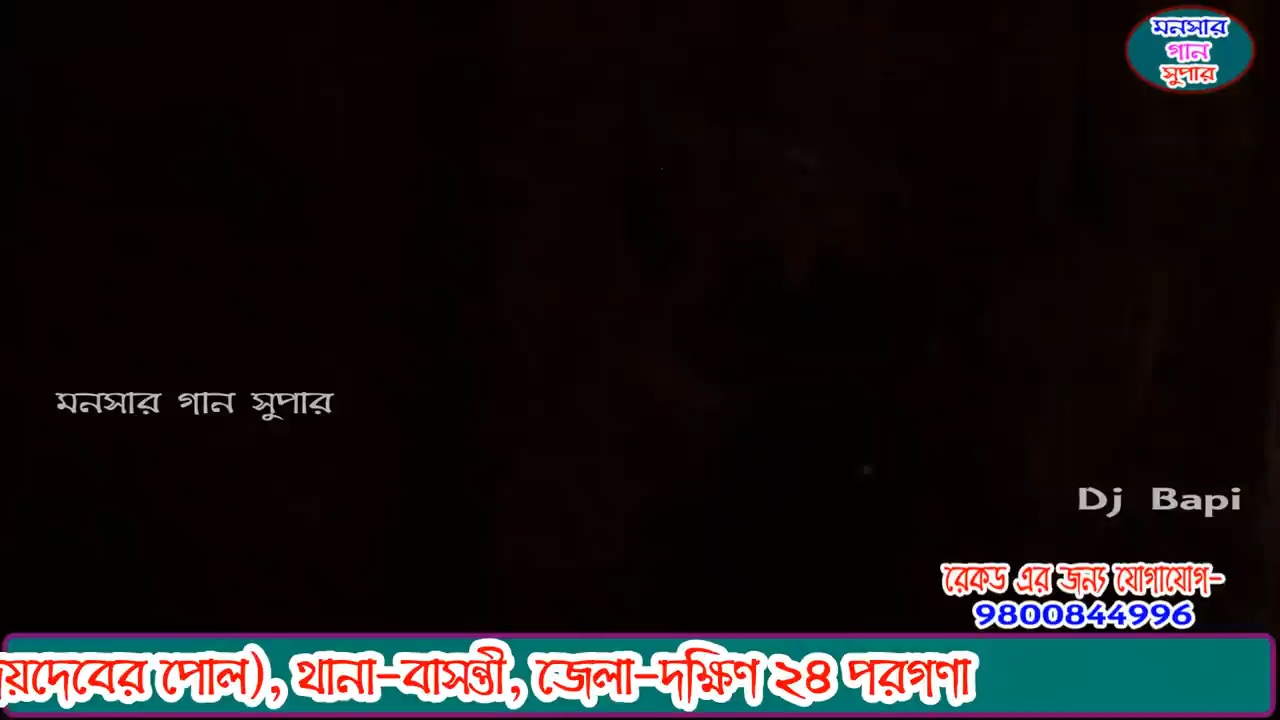 মনসার
গান
সুপার
মনসার গান সুপার
Dj Bapi
রেকড এর জন্য যোগাযোগ-
9800844996
য়দেবের পোল), থানা-বাসন্তী, জেলা-দক্ষিণ ২৪ পরগণা